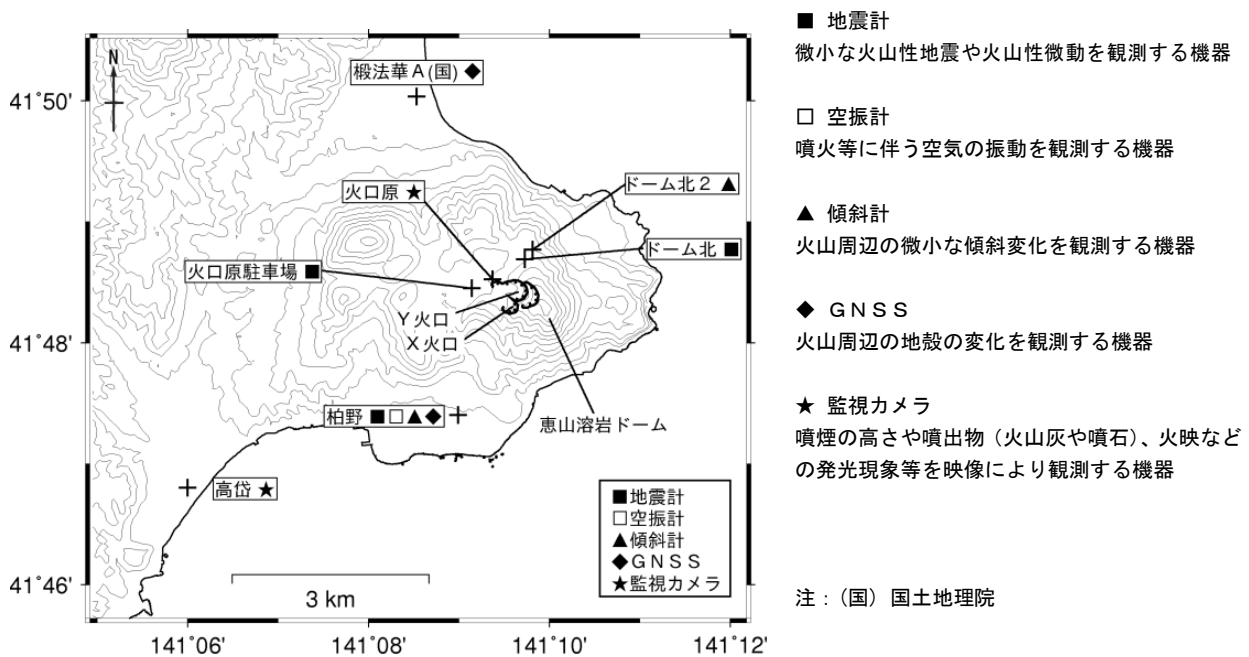 N
椴法華A(国) ◆
火口原 ★
ドーム北2 ▲
ドーム北 ■
火口原駐車場 ■
Y火口
X火口
柏野 ■□▲◆
恵山溶岩ドーム
高岱 ★
■地震計
□空振計
▲傾斜計
◆GNSS
★監視カメラ
3 km
41°50'
41°48'
41°46'
141°06'
141°08'
141°10'
141°12'
■ 地震計
微小な火山性地震や火山性微動を観測する機器
□ 空振計
噴火等に伴う空気の振動を観測する機器
▲ 傾斜計
火山周辺の微小な傾斜変化を観測する機器
◆ GNSS
火山周辺の地殻の変化を観測する機器
★ 監視カメラ
噴煙の高さや噴出物(火山灰や噴石)、火映など
の発光現象等を映像により観測する機器
注:(国)国土地理院